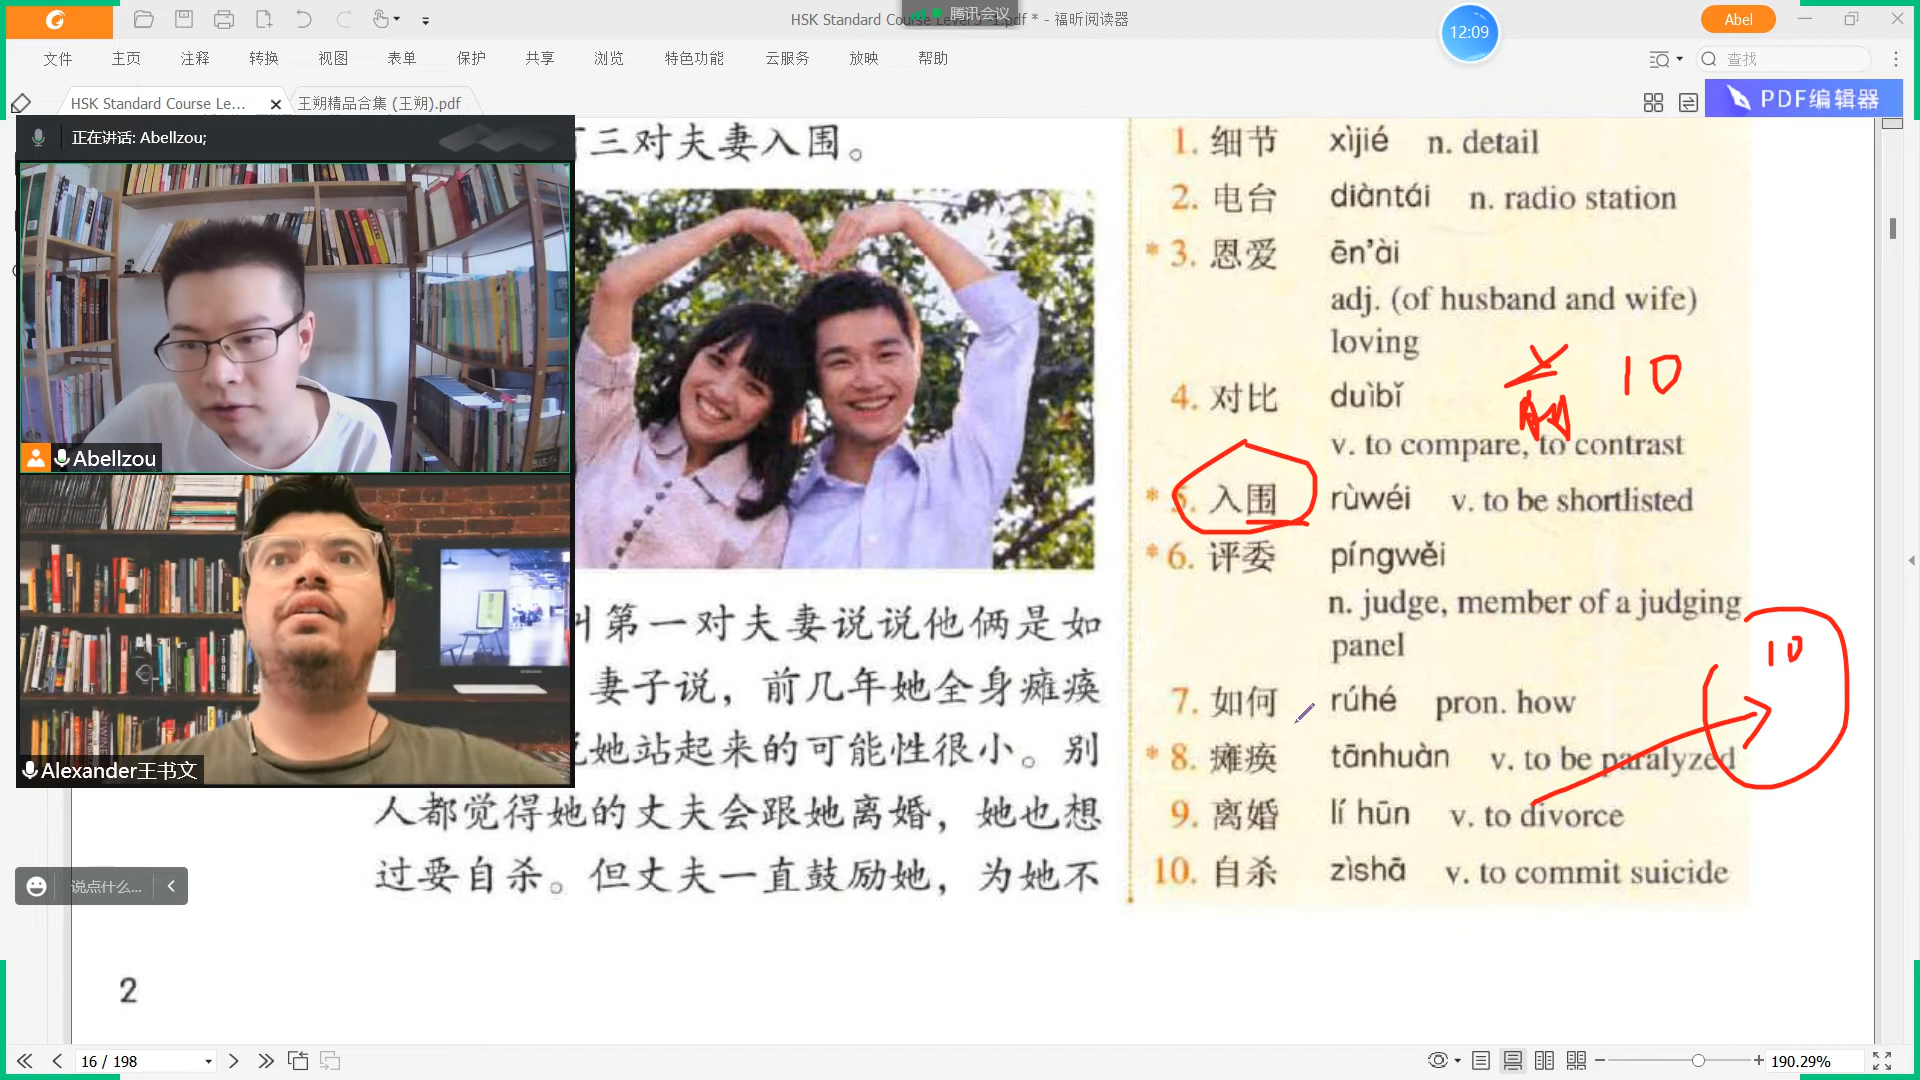 HSK Standard Course Level
腾讯会议
pdf * - 福昕阅读器
12:09
Abel
文件 主页 注释 转换 视图 表单 保护 共享 浏览 特色功能 云服务 放映 帮助
查找
HSK Standard Course Le...
王朔精品合集 (王朔).pdf
PDF编辑器
正在讲话: Abellzou;
Abellzou
Alexander王书文
说点什么...
三对夫妻入围。
叫第一对夫妻说说他俩是如
妻子说，前几年她全身瘫痪
她站起来的可能性很小。别
人都觉得她的丈夫会跟她离婚，她也想
过要自杀。但丈夫一直鼓励她，为她不
2
1. 细节 xìjié n. detail
2. 电台 diàntái n. radio station
* 3. 恩爱 ēn'ài
adj. (of husband and wife)
loving
4. 对比 duìbǐ
v. to compare, to contrast
* 5. 入围 rùwéi v. to be shortlisted
* 6. 评委 píngwěi
n. judge, member of a judging
panel
7. 如何 rúhé pron. how
* 8. 瘫痪 tānhuàn v. to be paralyzed
9. 离婚 lí hūn v. to divorce
10. 自杀 zìshā v. to commit suicide
10
10
16 / 198
190.29%